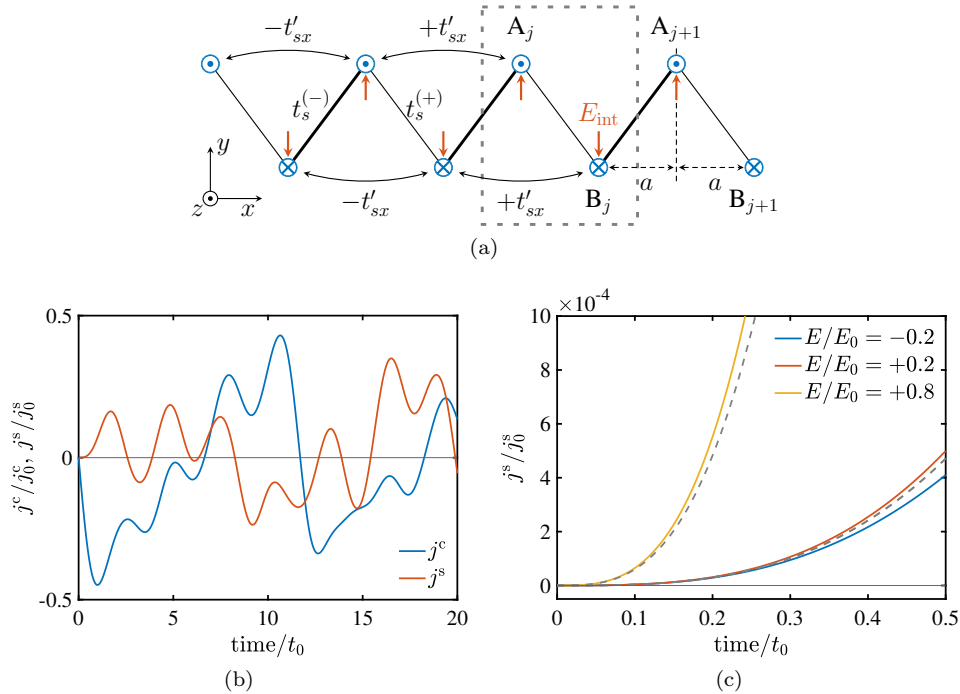 −t′sx +t′sx Aj Aj+1
ts(−) ts(+) Eint
y
z x
−t′sx +t′sx Bj a a Bj+1
(a)
0.5
0
-0.5
jc/j0c, js/j0s
jc
js
0 5 10 15 20
time/t0
(b)
×10-4
10
8
6
4
2
0
js/j0s
E/E0 = −0.2
E/E0 = +0.2
E/E0 = +0.8
0 0.1 0.2 0.3 0.4 0.5
time/t0
(c)